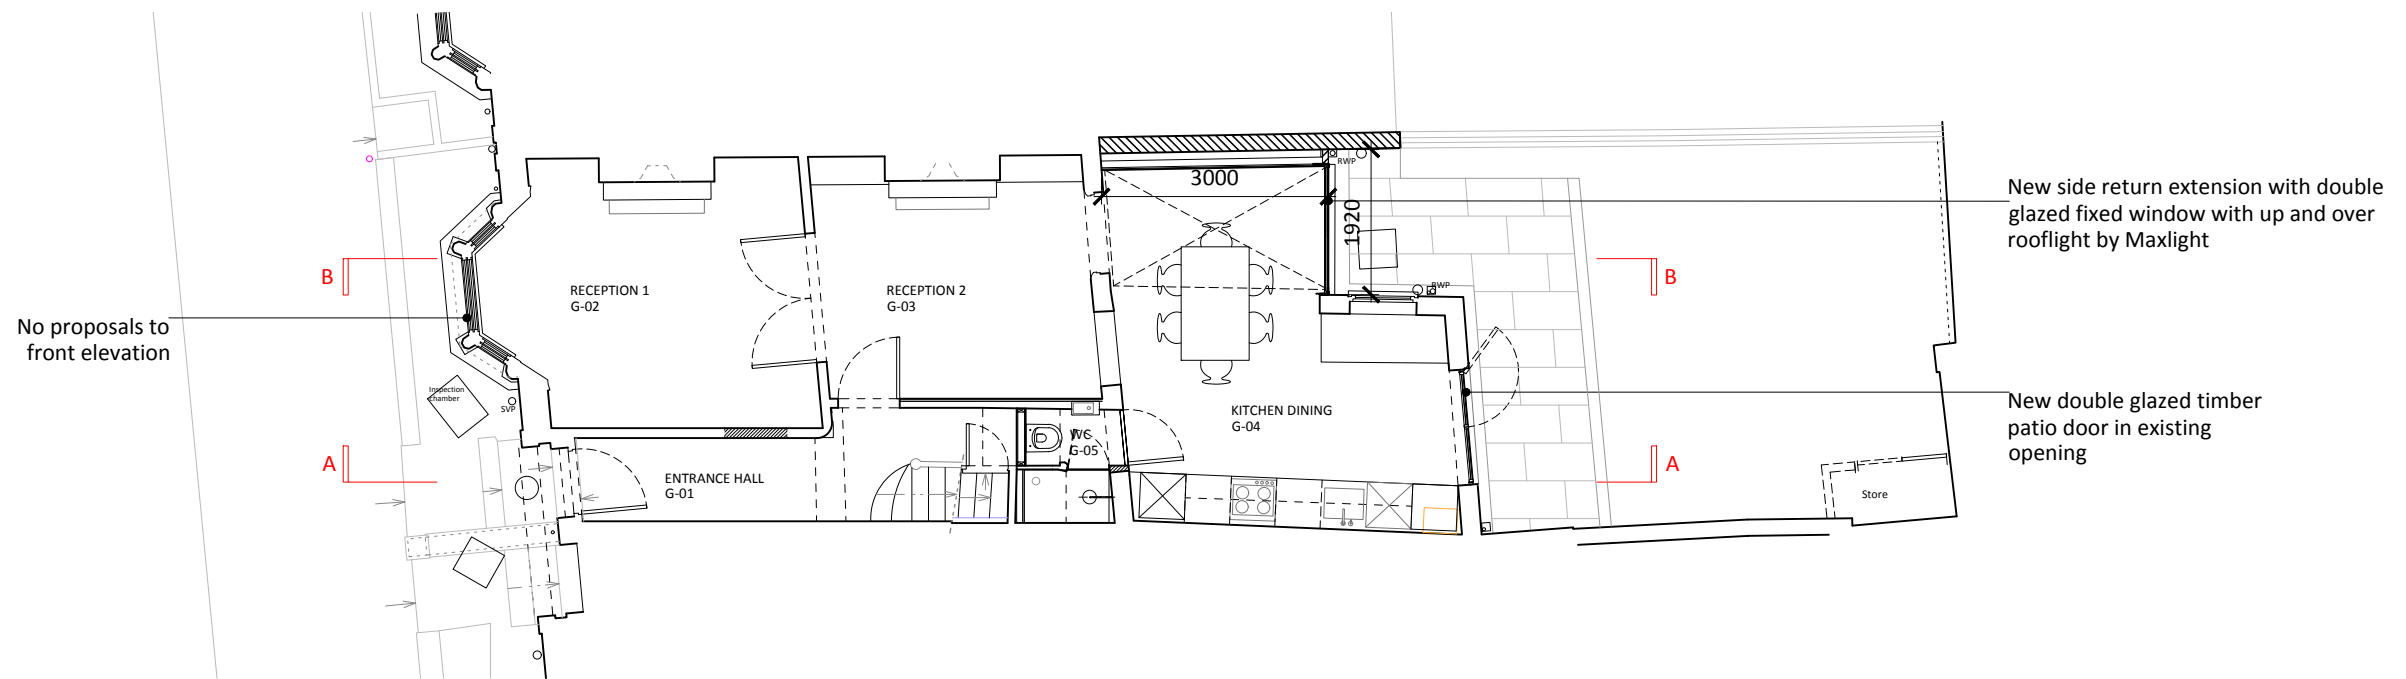 RWP
3000
New side return extension with double
glazed fixed window with up and over
rooflight by Maxlight
1920
B
B
RECEPTION 1
G-02
RECEPTION 2
G-03
RWP
No proposals to
front elevation
Inspection
chamber
SVP
KITCHEN DINING
G-04
New double glazed timber
patio door in existing
opening
WC
G-05
A
A
ENTRANCE HALL
G-01
Store